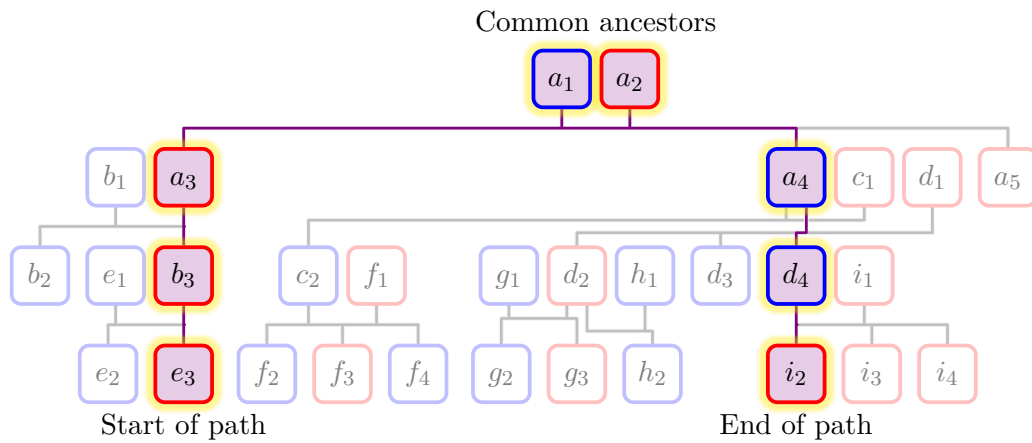 Common ancestors
a₁ a₂
b₁ a₃ a₄ c₁ d₁ a₅
b₂ e₁ b₃ c₂ f₁ g₁ d₂ h₁ d₃ d₄ i₁
e₂ e₃ f₂ f₃ f₄ g₂ g₃ h₂ i₂ i₃ i₄
Start of path End of path